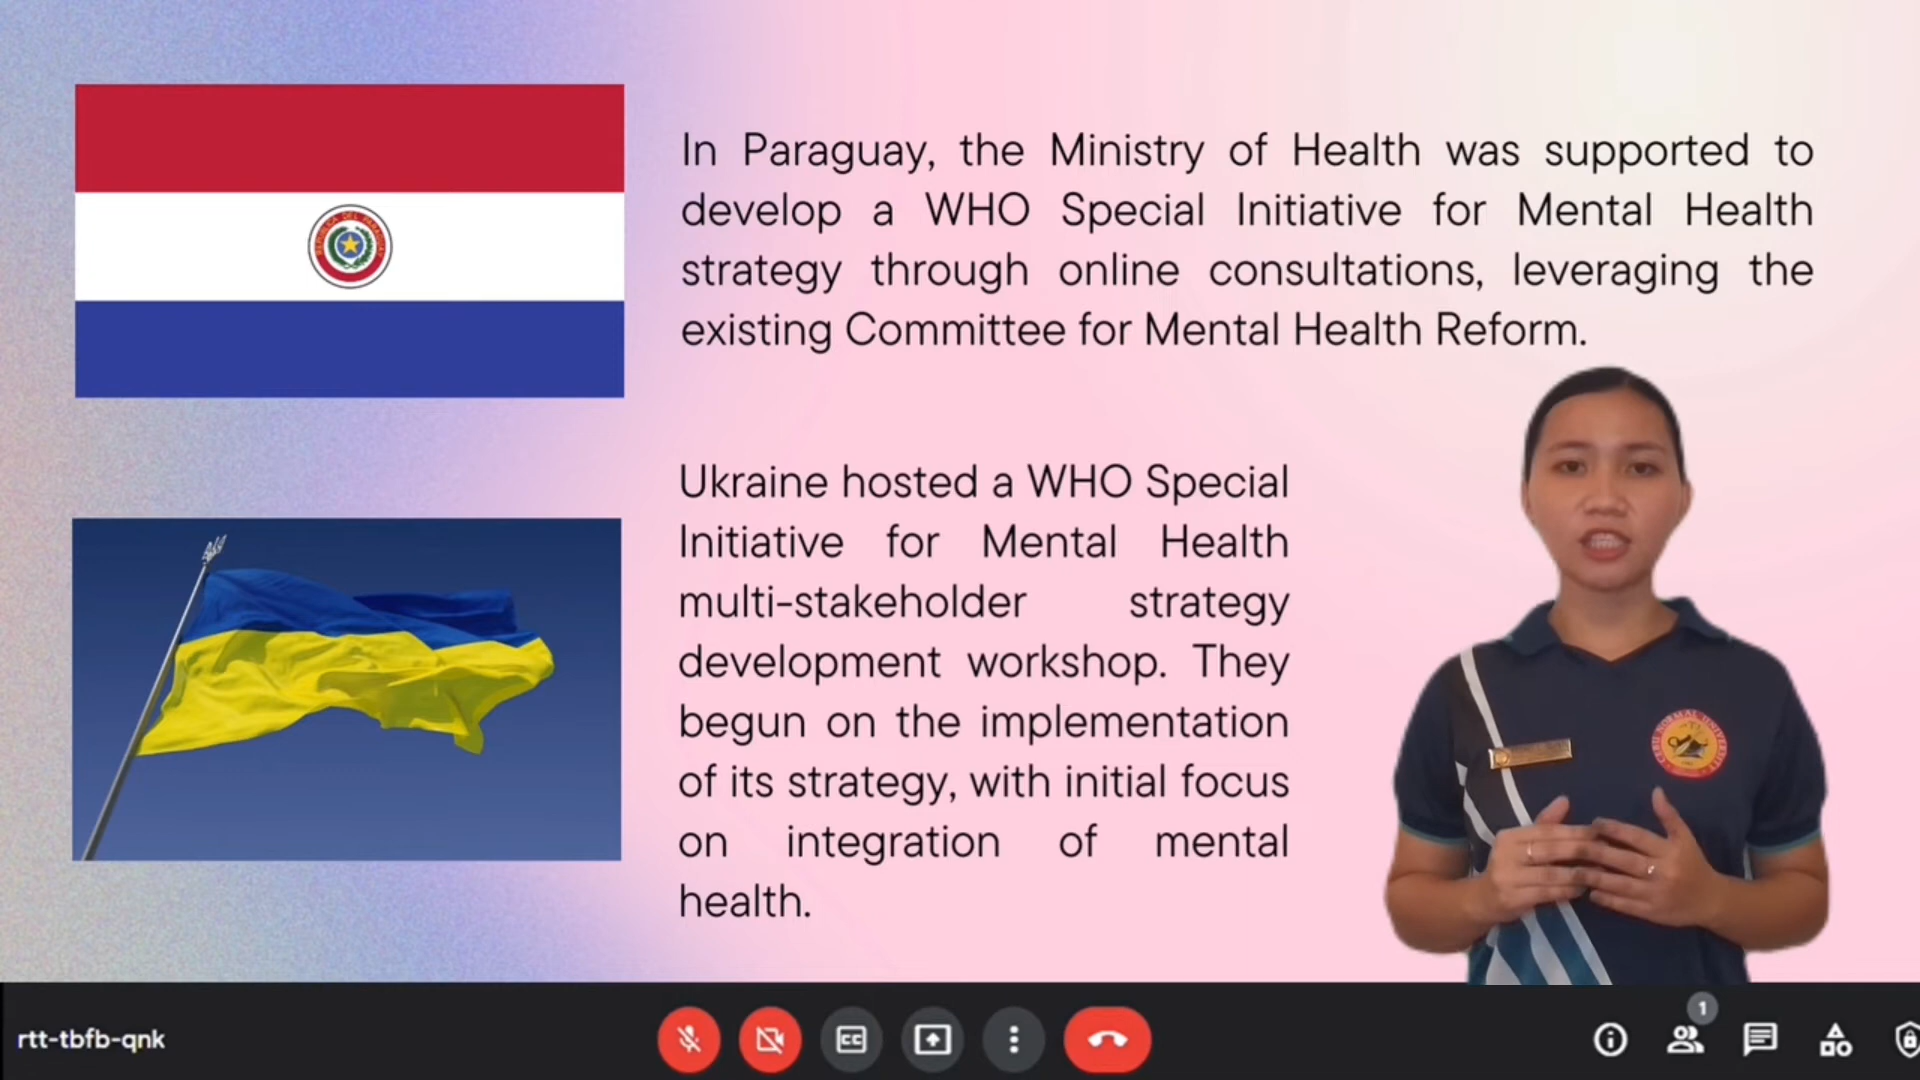 In Paraguay, the Ministry of Health was supported to
develop a WHO Special Initiative for Mental Health
strategy through online consultations, leveraging the
existing Committee for Mental Health Reform.
Ukraine hosted a WHO Special
Initiative for Mental Health
multi-stakeholder strategy
development workshop. They
begun on the implementation
of its strategy, with initial focus
on integration of mental
health.
CEBU NORMAL UNIVERSITY
rtt-tbfb-qnk
CC
1